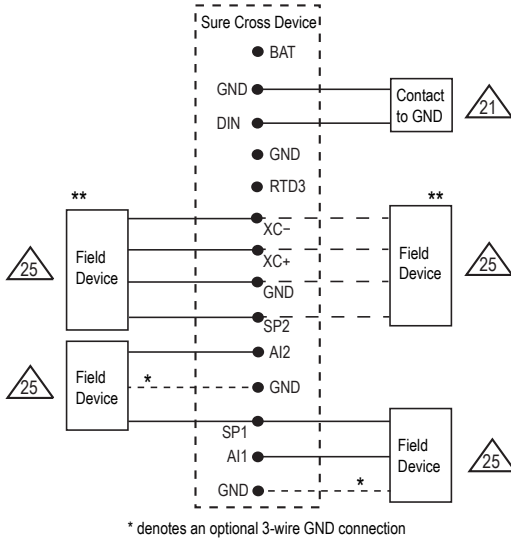 Sure Cross Device
BAT
GND
DIN
Contact
to GND
21
GND
RTD3
**
**
XC−
XC+
GND
SP2
25
Field
Device
Field
Device
25
AI2
25
Field
Device
*
GND
SP1
AI1
Field
Device
25
GND
*
* denotes an optional 3-wire GND connection